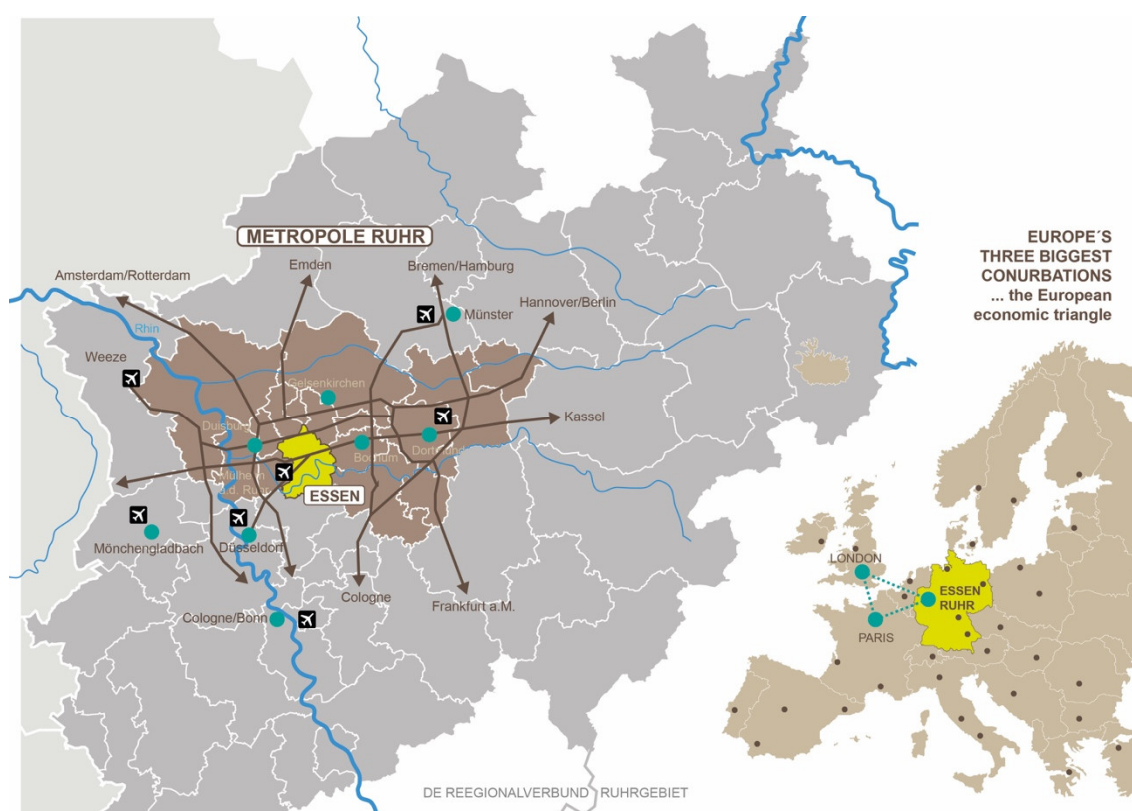 METROPOLE RUHR
Amsterdam/Rotterdam
Emden
Bremen/Hamburg
Hannover/Berlin
Münster
Rhin
Weeze
Gelsenkirchen
Kassel
Duisburg
Bochum
Dortmund
Mülheim
a.d. Ruhr
ESSEN
Mönchengladbach
Düsseldorf
Cologne
Frankfurt a.M.
Cologne/Bonn
DE REEGIONALVERBUND RUHRGEBIET
EUROPE´S
THREE BIGGEST
CONURBATIONS
... the European
economic triangle
LONDON
ESSEN
RUHR
PARIS